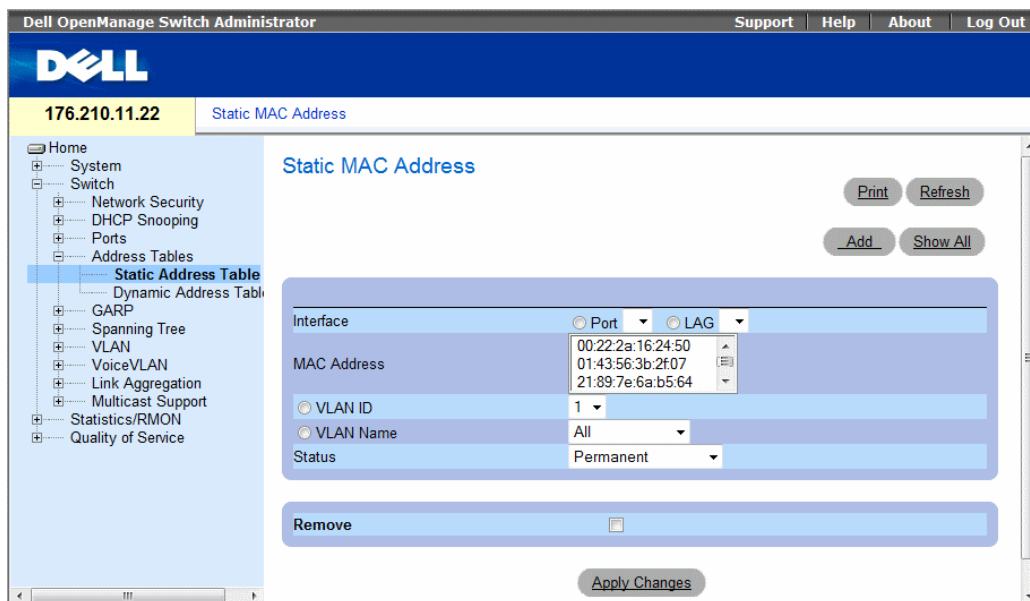 Dell OpenManage Switch Administrator Support Help About Log Out
DELL
176.210.11.22 Static MAC Address
Home
System
Switch
Network Security
DHCP Snooping
Ports
Address Tables
Static Address Table
Dynamic Address Tabl
GARP
Spanning Tree
VLAN
VoiceVLAN
Link Aggregation
Multicast Support
Statistics/RMON
Quality of Service
Static MAC Address
Print Refresh
Add Show All
Interface Port LAG
MAC Address
00:22:2a:16:24:50
01:43:56:3b:2f:07
21:89:7e:6a:b5:64
VLAN ID 1
VLAN Name All
Status Permanent
Remove
Apply Changes